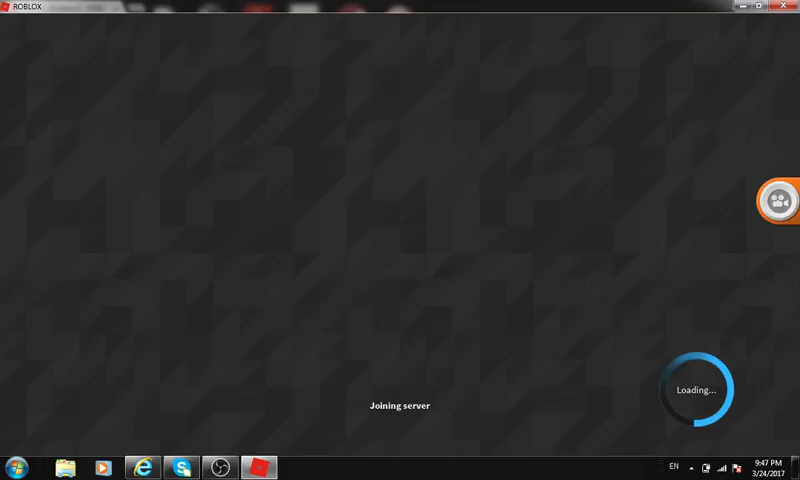 ROBLOX
Loading...
Joining server
EN
9:47 PM
3/24/2017